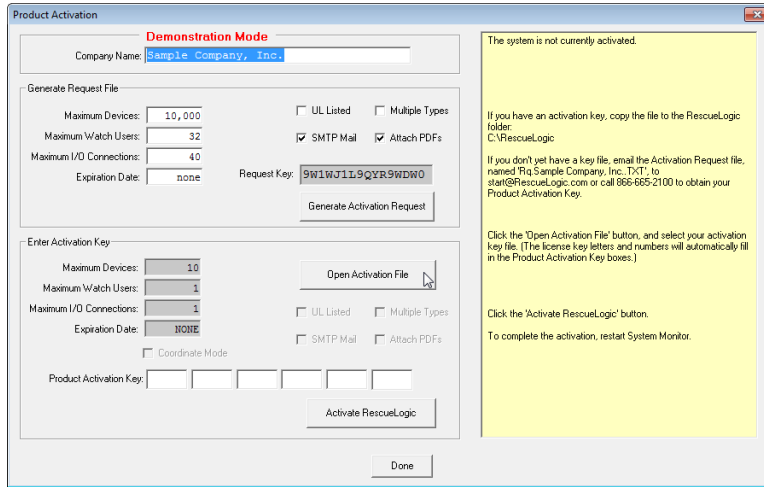 Product Activation
Demonstration Mode
Company Name: Sample Company, Inc.
Generate Request File
Maximum Devices: 10,000
Maximum Watch Users: 32
Maximum I/O Connections: 40
Expiration Date: none
UL Listed Multiple Types
SMTP Mail Attach PDFs
Request Key: 9W1WJ1L9QYR9WDW0
Generate Activation Request
Enter Activation Key
Maximum Devices: 10
Maximum Watch Users: 1
Maximum I/O Connections: 1
Expiration Date: NONE
Coordinate Mode
Open Activation File
UL Listed Multiple Types
SMTP Mail Attach PDFs
Product Activation Key:
Activate RescueLogic
Done
The system is not currently activated.
If you have an activation key, copy the file to the RescueLogic
folder:
C:\RescueLogic
If you don't yet have a key file, email the Activation Request file,
named 'Rq.Sample Company, Inc..TXT', to
start@RescueLogic.com or call 866-665-2100 to obtain your
Product Activation Key.
Click the 'Open Activation File' button, and select your activation
key file. (The license key letters and numbers will automatically fill
in the Product Activation Key boxes.)
Click the 'Activate RescueLogic' button.
To complete the activation, restart System Monitor.